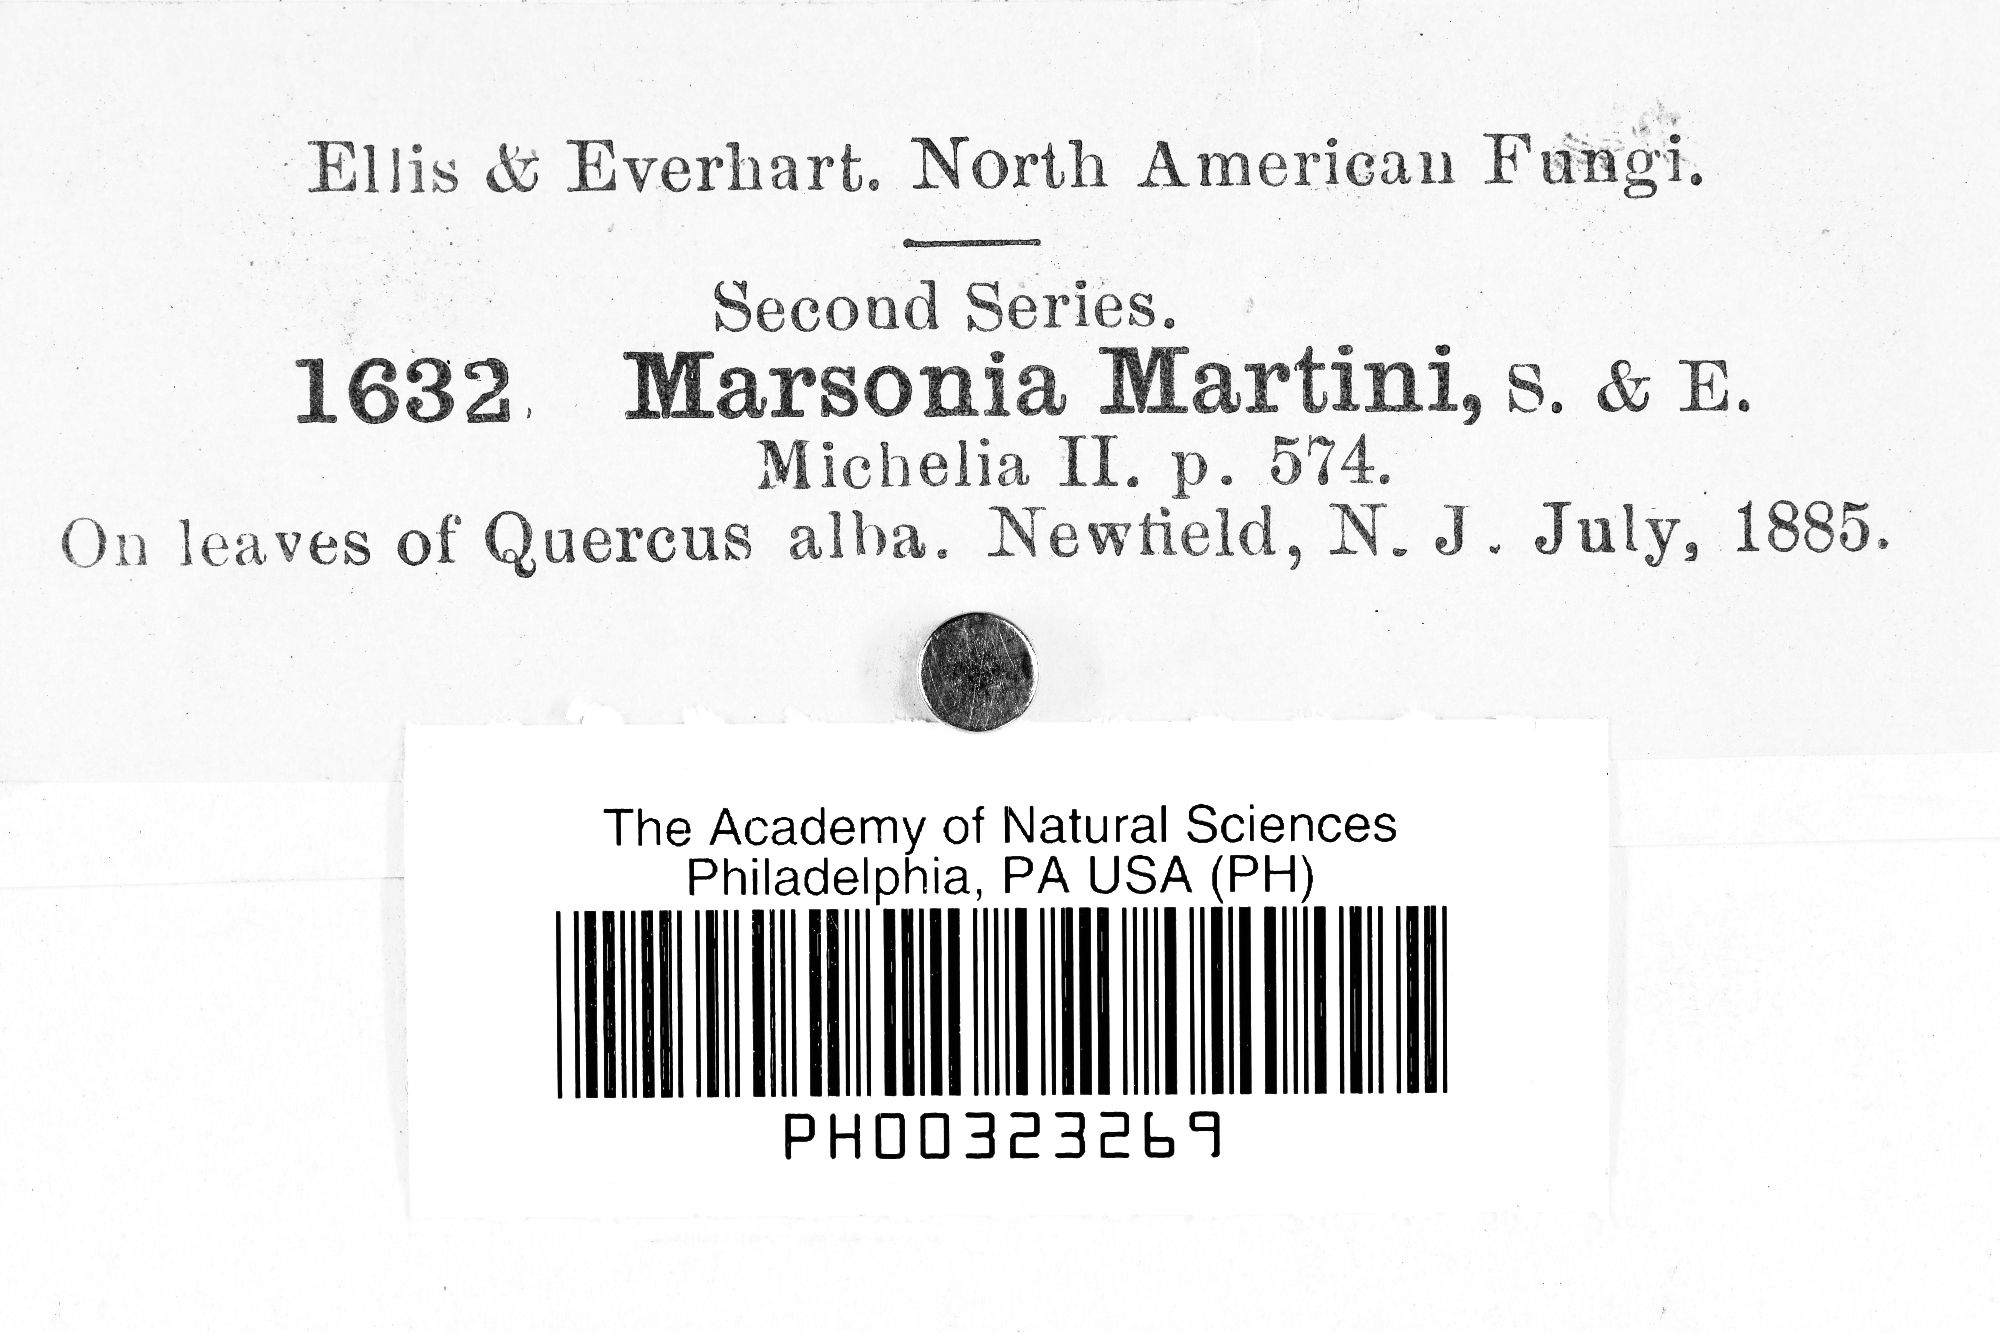 Ellis & Everhart. North American Fungi.
Second Series.
1632. Marsonia Martini, S. & E.
Michelia II. p. 574.
On leaves of Quercus alba. Newfield, N. J. July, 1885.
The Academy of Natural Sciences
Philadelphia, PA USA (PH)
PH00323269